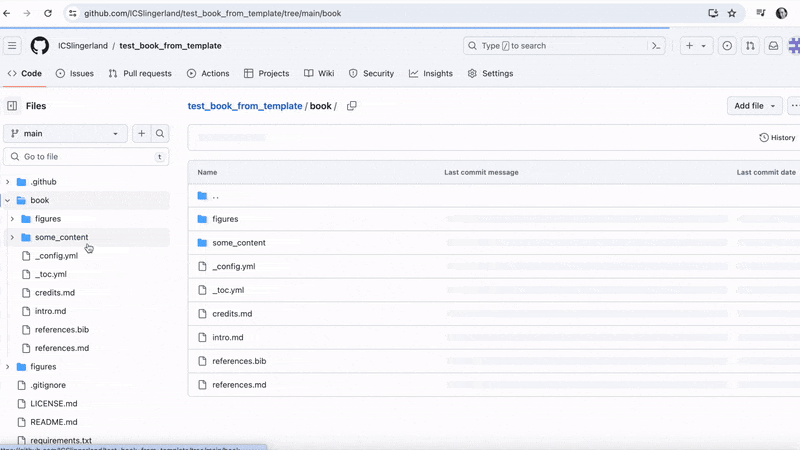 github.com/ICSlingerland/test_book_from_template/tree/main/book
ICSlingerland / test_book_from_template
Type / to search
Code Issues Pull requests Actions Projects Wiki Security Insights Settings
Files
test_book_from_template / book /
Add file
main
History
Go to file t
Name Last commit message Last commit date
.github
book
..
figures
figures
some_content
some_content
_config.yml
_config.yml
_toc.yml
_toc.yml
credits.md
credits.md
intro.md
intro.md
references.bib
references.bib
references.md
references.md
figures
.gitignore
LICENSE.md
README.md
requirements.txt